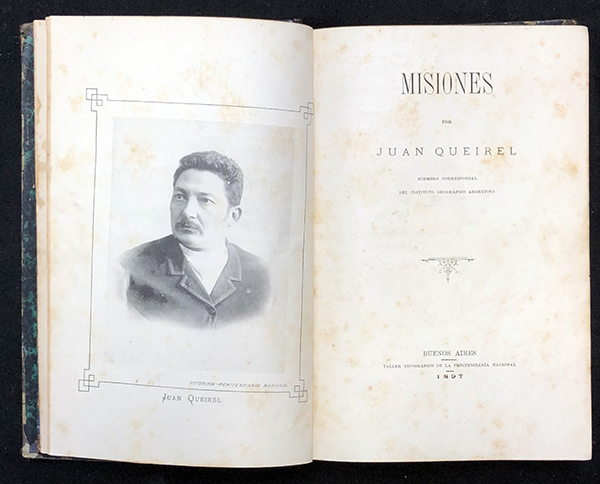 FOTOTIPIA-PENITENCIARIA NACIONAL
JUAN QUEIREL
MISIONES
POR
JUAN QUEIREL
MIEMBRO CORRESPONSAL
DEL INSTITUTO GEOGRÁFICO ARGENTINO
BUENOS AIRES
TALLER TIPOGRÁFICO DE LA PENITENCIARÍA NACIONAL
1897